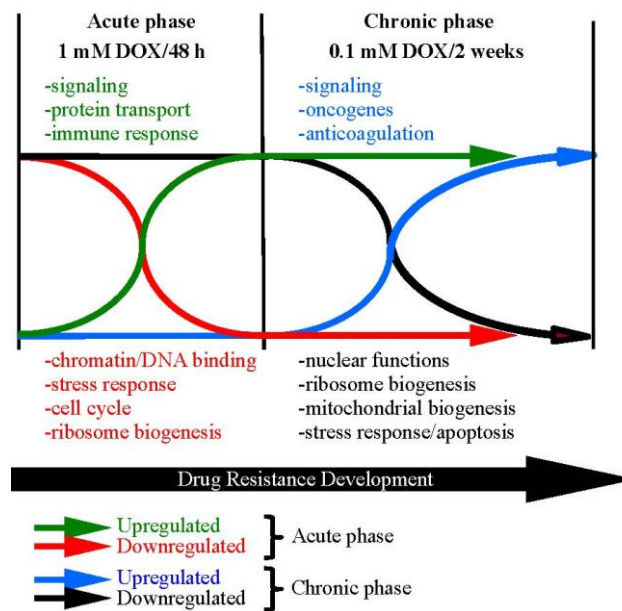 Acute phase
1 mM DOX/48 h
-signaling
-protein transport
-immune response
Chronic phase
0.1 mM DOX/2 weeks
-signaling
-oncogenes
-anticoagulation
-chromatin/DNA binding
-stress response
-cell cycle
-ribosome biogenesis
-nuclear functions
-ribosome biogenesis
-mitochondrial biogenesis
-stress response/apoptosis
Drug Resistance Development
Upregulated
Downregulated
Acute phase
Upregulated
Downregulated
Chronic phase